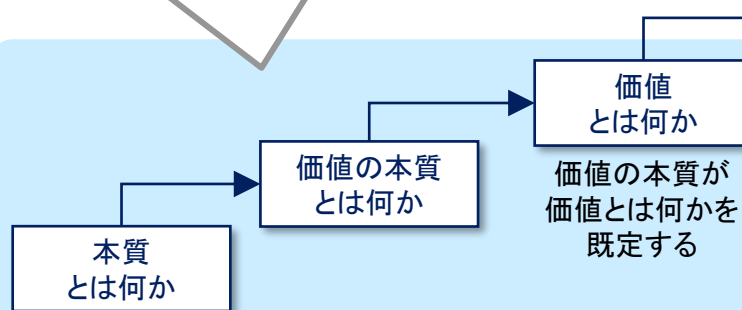 価値
とは何か
価値の本質
とは何か
価値の本質が
価値とは何かを
既定する
本質
とは何か